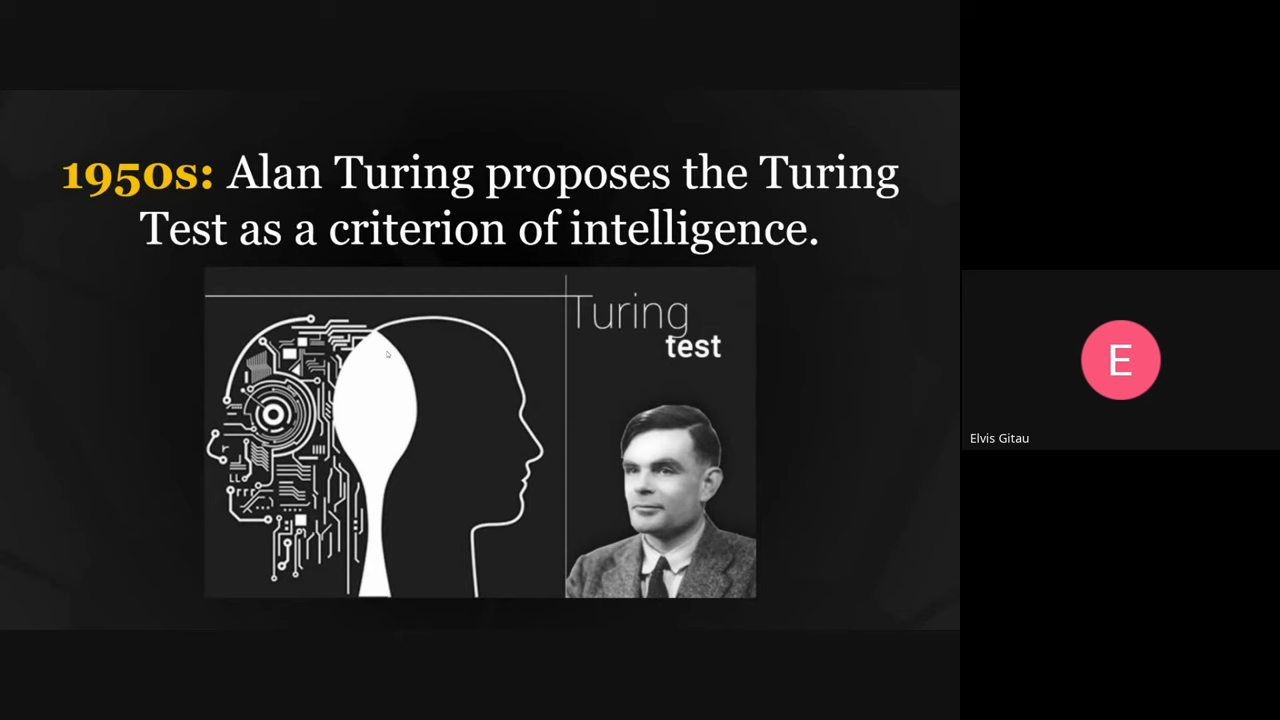 1950s: Alan Turing proposes the Turing
Test as a criterion of intelligence.
Turing
test
E
Elvis Gitau